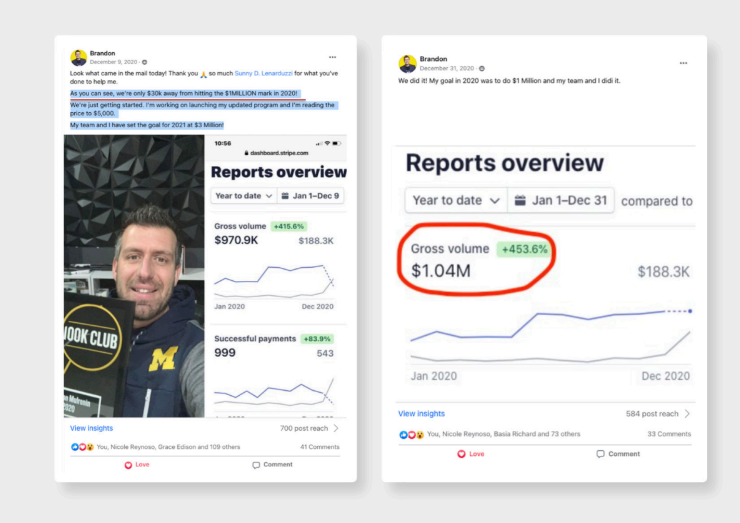 Brandon
December 9, 2020 ·
Look what came in the mail today! Thank you 🙏 so much Sunny D. Lenarduzzi for what you've
done to help me.
As you can see, we're only $30k away from hitting the $1MILLION mark in 2020!
We're just getting started. I'm working on launching my updated program and I'm reading the
price to $5,000.
My team and I have set the goal for 2021 at $3 Million!
OOK CLUB
M
2020
10:56
dashboard.stripe.com
Reports overview
Year to date
Jan 1–Dec 9
Gross volume +415.6%
$970.9K $188.3K
Jan 2020 Dec 2020
Successful payments +83.9%
999 543
View insights 700 post reach
You, Nicole Reynoso, Grace Edison and 109 others 41 Comments
Love Comment
Brandon
December 31, 2020 ·
We did it! My goal in 2020 was to do $1 Million and my team and I didi it.
Reports overview
Year to date
Jan 1–Dec 31
compared to
Gross volume +453.6%
$1.04M $188.3K
Jan 2020 Dec 2020
View insights 584 post reach
You, Nicole Reynoso, Basia Richard and 73 others 33 Comments
Love Comment